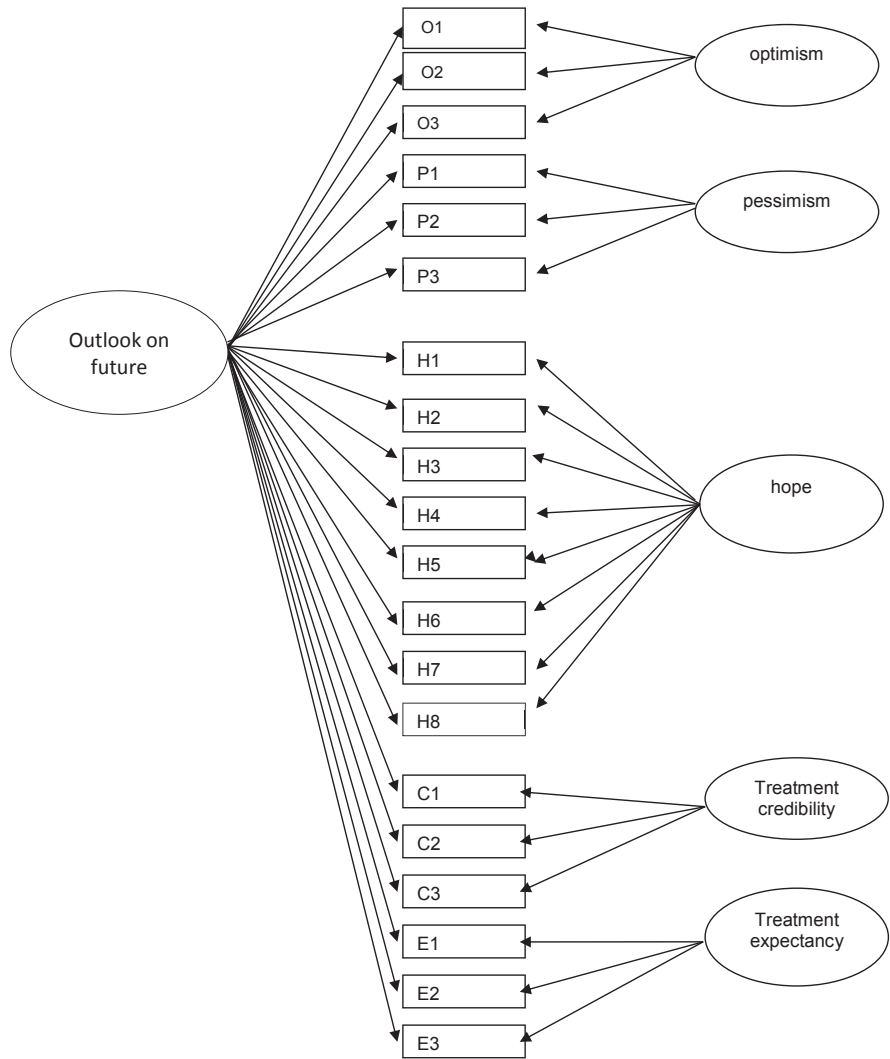 O1
optimism
O2
O3
P1
pessimism
P2
P3
Outlook on
future
H1
H2
H3
hope
H4
H5
H6
H7
H8
C1
Treatment
credibility
C2
C3
E1
Treatment
expectancy
E2
E3